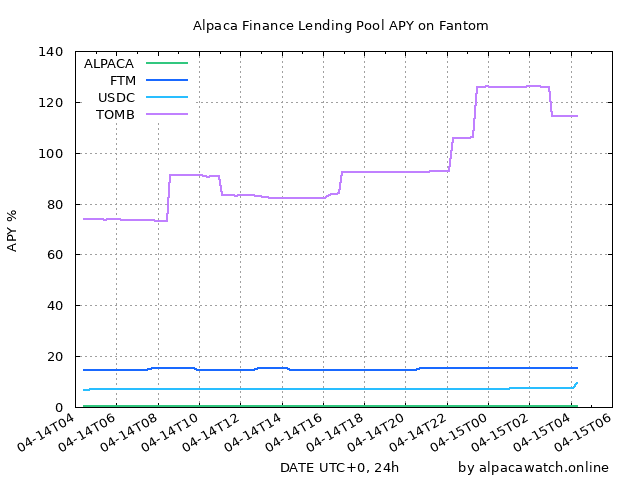 Alpaca Finance Lending Pool APY on Fantom
140
120
100
80
60
40
20
0
APY %
ALPACA
FTM
USDC
TOMB
04-14T04
04-14T06
04-14T08
04-14T10
04-14T12
04-14T14
04-14T16
04-14T18
04-14T20
04-14T22
04-15T00
04-15T02
04-15T04
04-15T06
DATE UTC+0, 24h
by alpacawatch.online